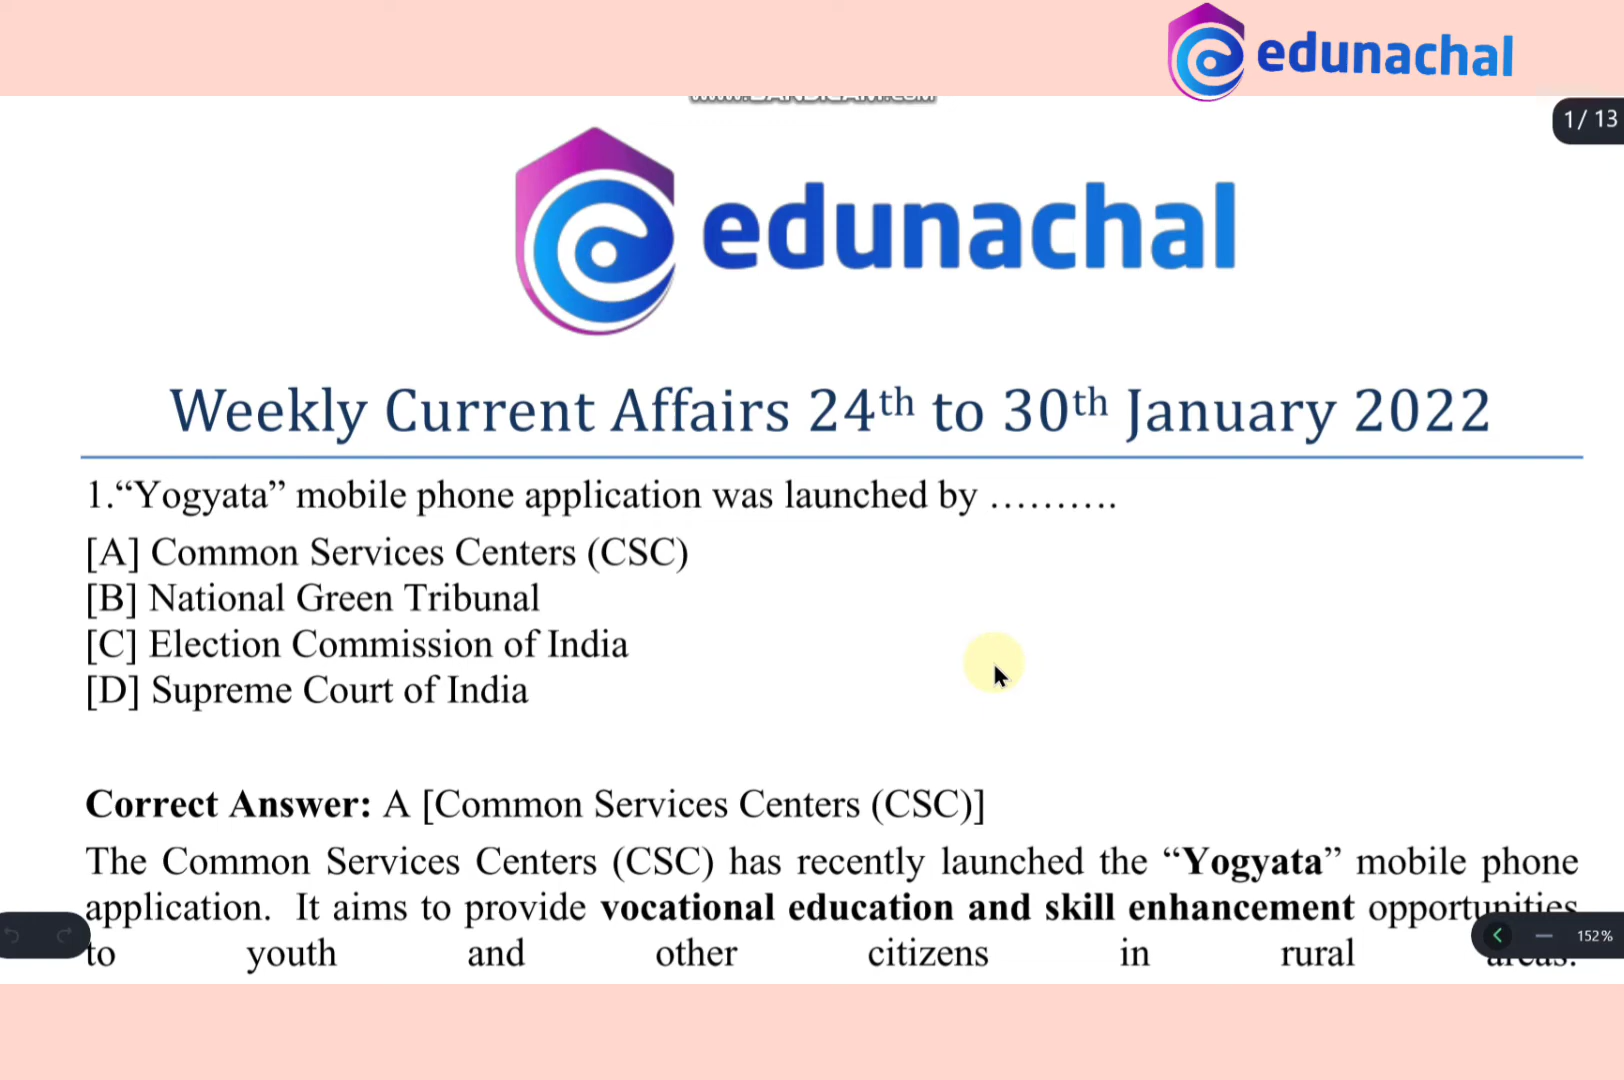 edunachal
1/ 13
edunachal
Weekly Current Affairs 24th to 30th January 2022
1.“Yogyata” mobile phone application was launched by ……….
[A] Common Services Centers (CSC)
[B] National Green Tribunal
[C] Election Commission of India
[D] Supreme Court of India
Correct Answer: A [Common Services Centers (CSC)]
The Common Services Centers (CSC) has recently launched the “Yogyata” mobile phone
application. It aims to provide vocational education and skill enhancement opportunities
to youth and other citizens in rural areas.
152%